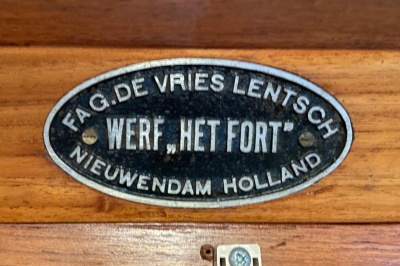 FA G. DE VRIES LENTSCH
WERF „HET FORT"
NIEUWENDAM HOLLAND